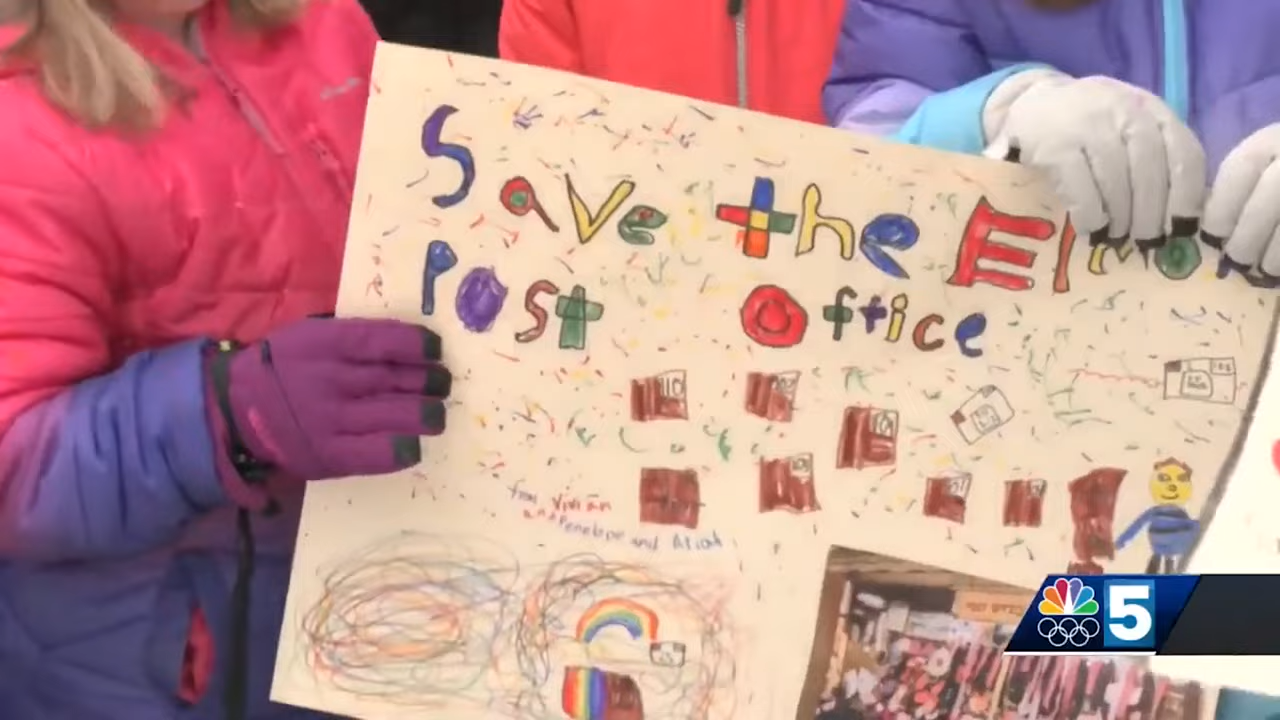 Save the Elmo
Post Office
from Vivian
and Penelope and
5